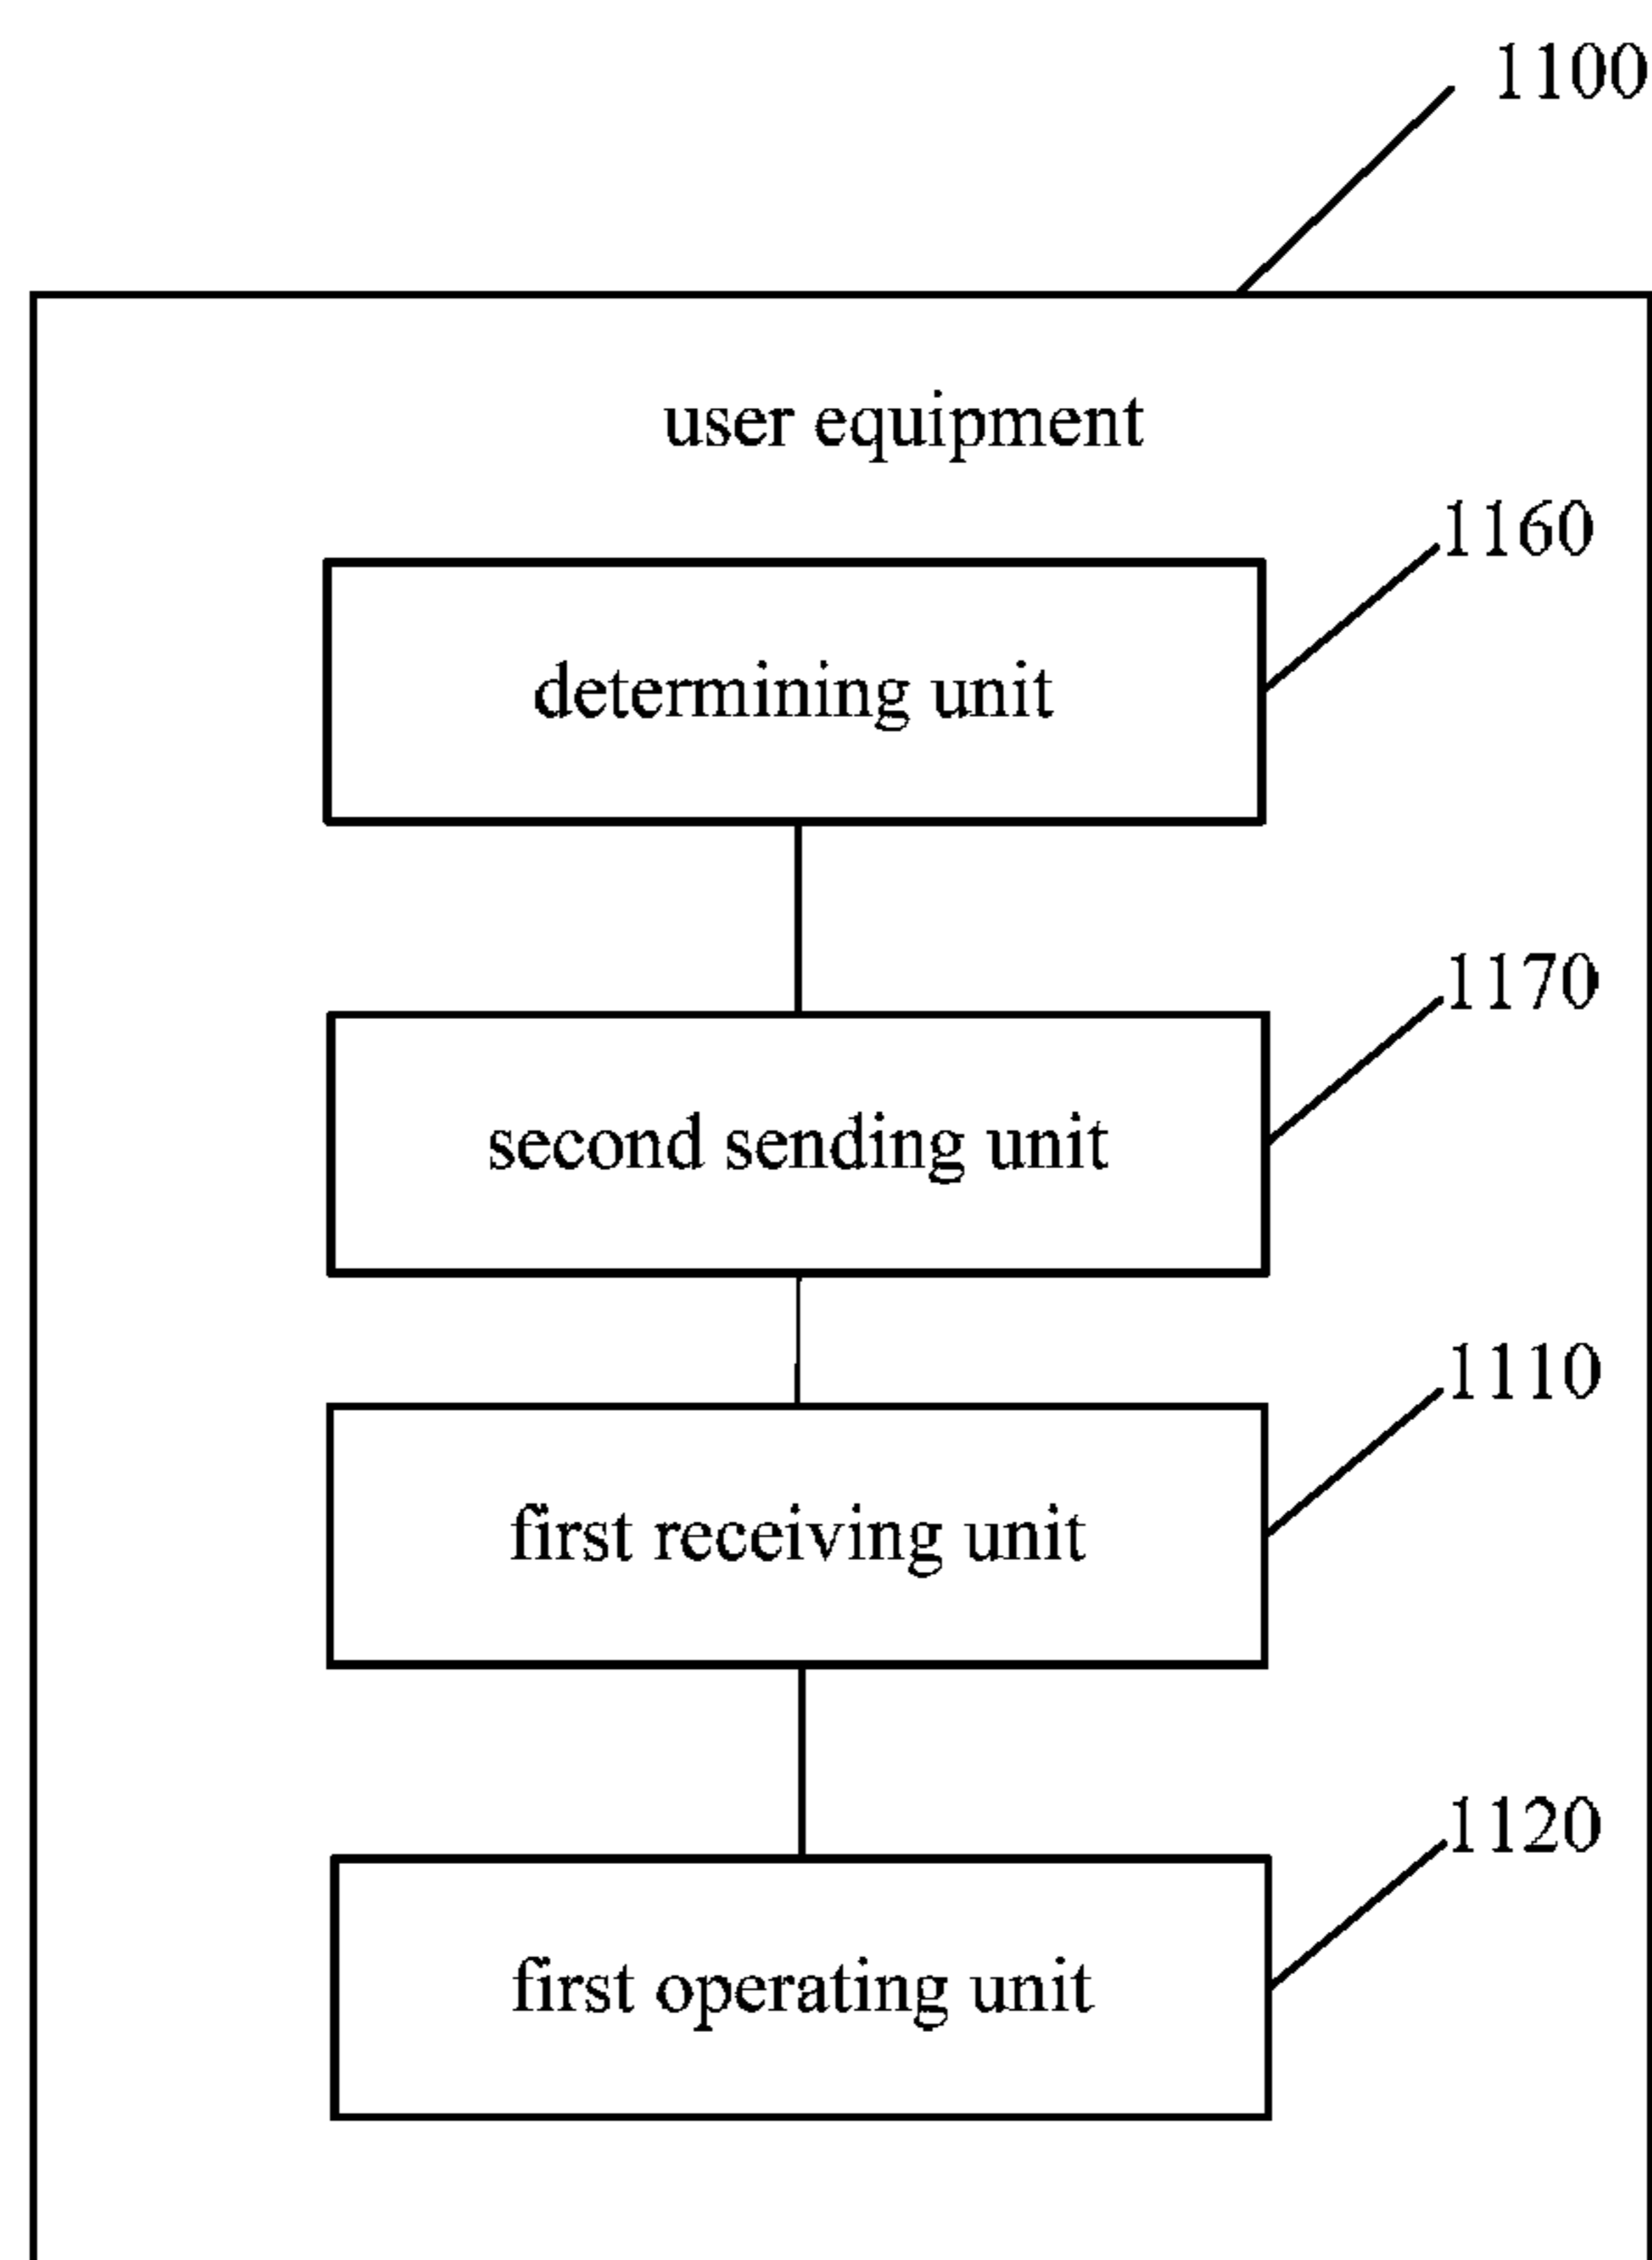 1100
user equipment
1160
determining unit
1170
second sending unit
1110
first receiving unit
1120
first operating unit